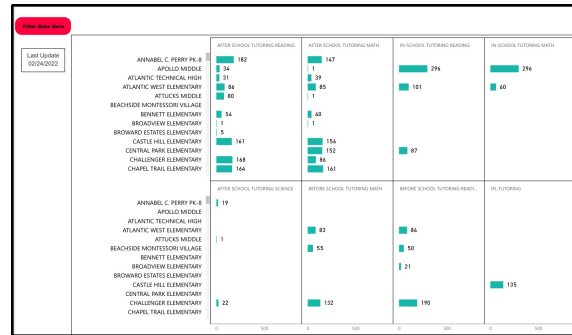 Filter Data Here
Last Update
02/24/2022
AFTER SCHOOL TUTORING READING AFTER SCHOOL TUTORING MATH IN-SCHOOL TUTORING READING IN-SCHOOL TUTORING MATH
ANNABEL C. PERRY PK-8 182 147
APOLLO MIDDLE 34 1 296 296
ATLANTIC TECHNICAL HIGH 31 39
ATLANTIC WEST ELEMENTARY 86 85 101 60
ATTUCKS MIDDLE 80 1
BEACHSIDE MONTESSORI VILLAGE
BENNETT ELEMENTARY 54 40
BROADVIEW ELEMENTARY 1 1
BROWARD ESTATES ELEMENTARY 5
CASTLE HILL ELEMENTARY 161 156
CENTRAL PARK ELEMENTARY 152 87
CHALLENGER ELEMENTARY 168 86
CHAPEL TRAIL ELEMENTARY 164 161
AFTER SCHOOL TUTORING SCIENCE BEFORE SCHOOL TUTORING MATH BEFORE SCHOOL TUTORING READI... IFL TUTORING
ANNABEL C. PERRY PK-8 19
APOLLO MIDDLE
ATLANTIC TECHNICAL HIGH
ATLANTIC WEST ELEMENTARY 83 84
ATTUCKS MIDDLE 1
BEACHSIDE MONTESSORI VILLAGE 55 50
BENNETT ELEMENTARY
BROADVIEW ELEMENTARY 21
BROWARD ESTATES ELEMENTARY
CASTLE HILL ELEMENTARY 135
CENTRAL PARK ELEMENTARY
CHALLENGER ELEMENTARY 22 132 190
CHAPEL TRAIL ELEMENTARY
0 500 0 500 0 500 0 500